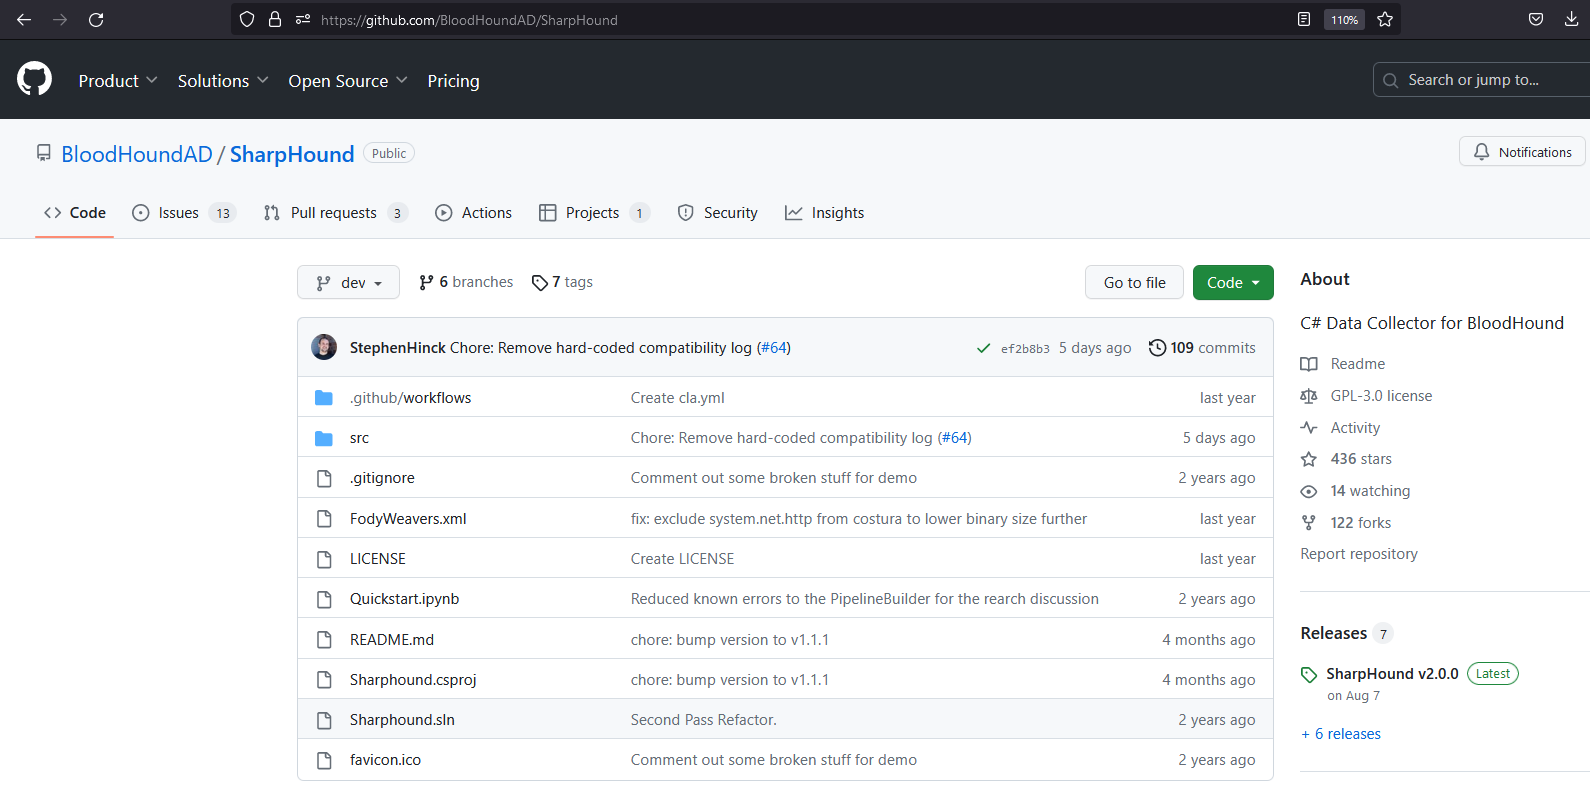 https://github.com/BloodHoundAD/SharpHound 110%
Product Solutions Open Source Pricing Search or jump to...
BloodHoundAD / SharpHound Public Notifications
Code Issues 13 Pull requests 3 Actions Projects 1 Security Insights
dev 6 branches 7 tags Go to file Code
StephenHinck Chore: Remove hard-coded compatibility log (#64) ef2b8b3 5 days ago 109 commits
.github/workflows Create cla.yml last year
src Chore: Remove hard-coded compatibility log (#64) 5 days ago
.gitignore Comment out some broken stuff for demo 2 years ago
FodyWeavers.xml fix: exclude system.net.http from costura to lower binary size further last year
LICENSE Create LICENSE last year
Quickstart.ipynb Reduced known errors to the PipelineBuilder for the rearch discussion 2 years ago
README.md chore: bump version to v1.1.1 4 months ago
Sharphound.csproj chore: bump version to v1.1.1 4 months ago
Sharphound.sln Second Pass Refactor. 2 years ago
favicon.ico Comment out some broken stuff for demo 2 years ago
About
C# Data Collector for BloodHound
Readme
GPL-3.0 license
Activity
436 stars
14 watching
122 forks
Report repository
Releases 7
SharpHound v2.0.0 Latest
on Aug 7
+ 6 releases